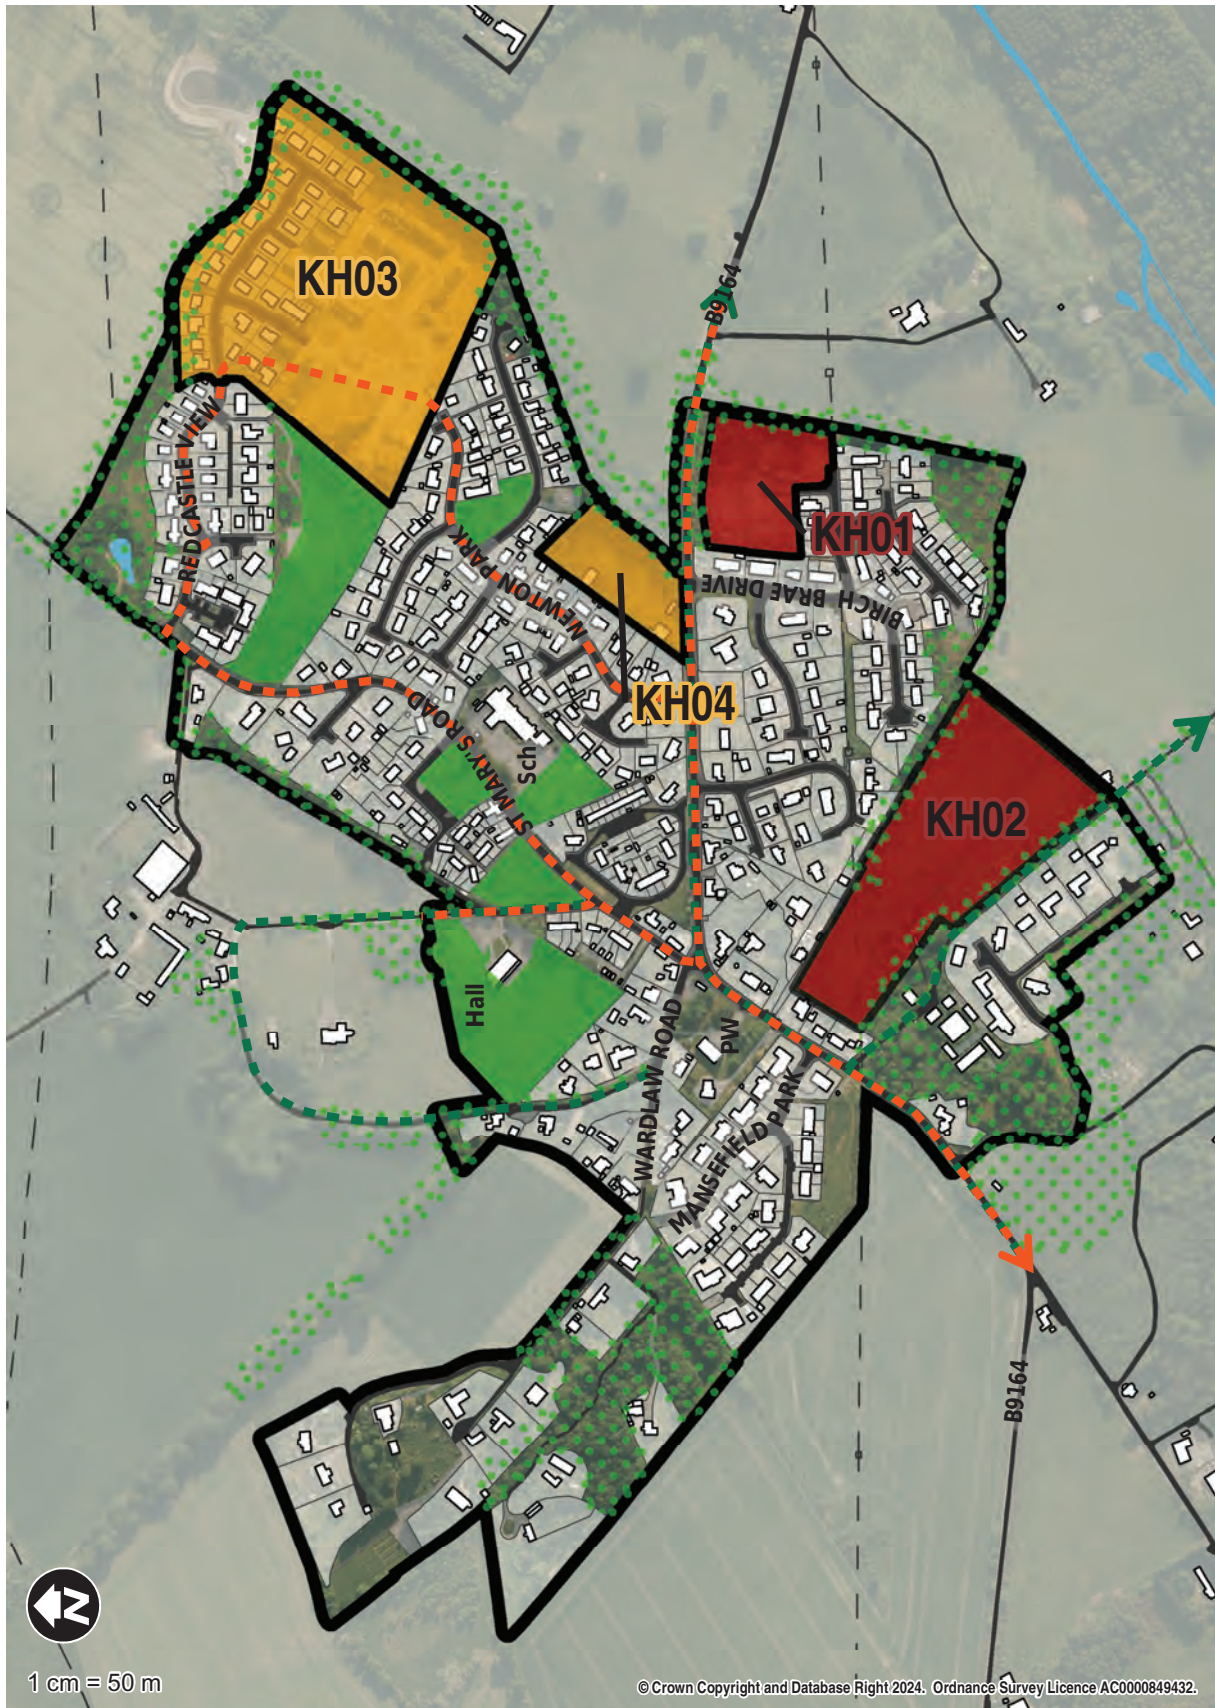 B9164
KH03
REDCASTLE VIEW
KH01
NEWTON PARK
BIRCH BRAE DRIVE
KH04
ST MARY'S ROAD
Sch
KH02
Hall
WARDLAW ROAD
PW
MANSEFIELD PARK
B9164
N
1 cm = 50 m
© Crown Copyright and Database Right 2024. Ordnance Survey Licence AC0000849432.